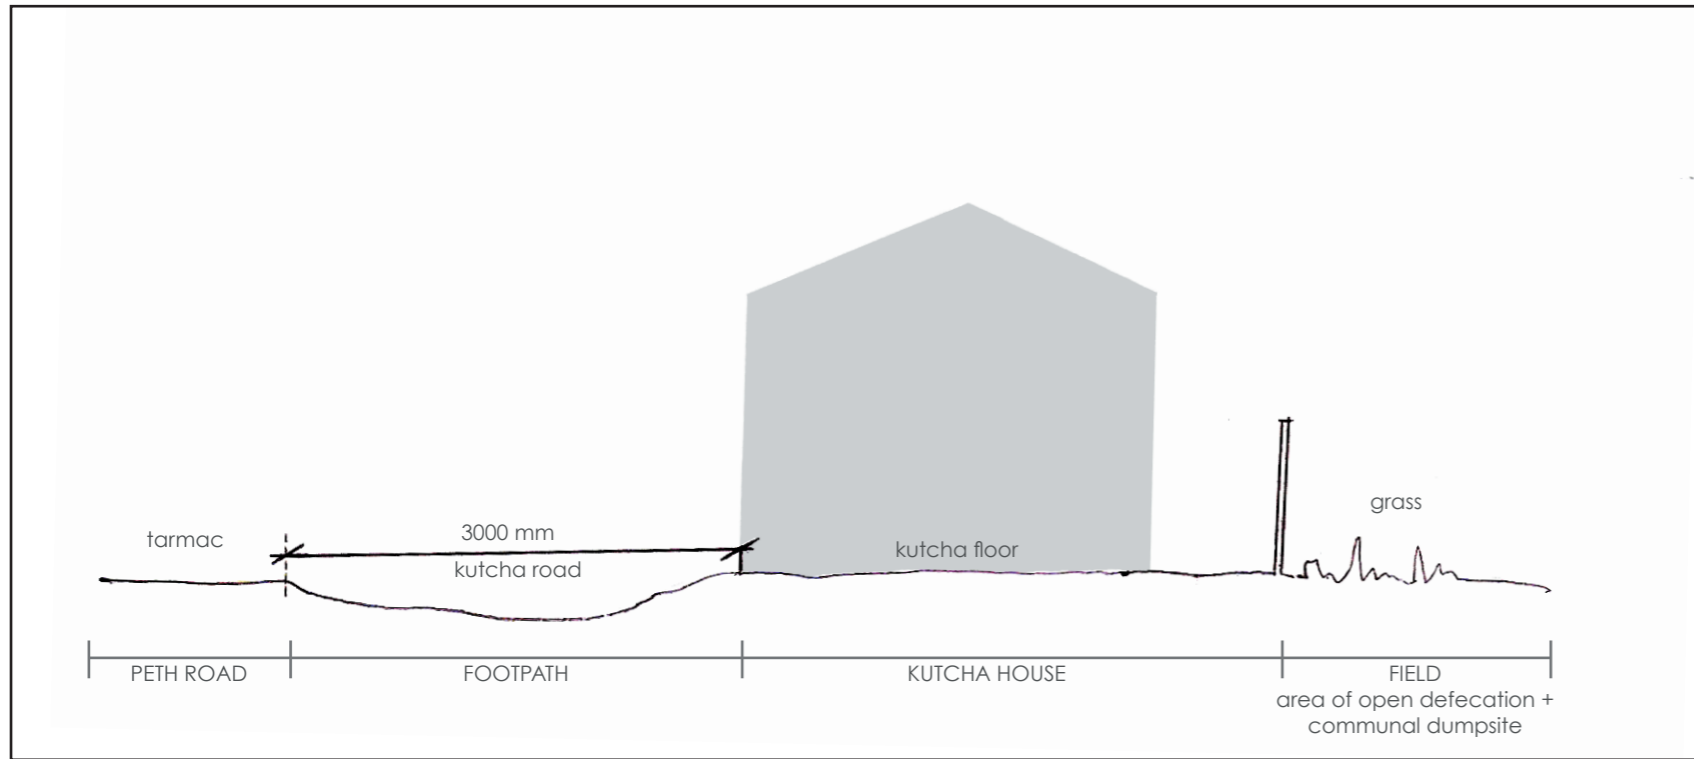 tarmac
3000 mm
kutcha road
kutcha floor
grass
PETH ROAD
FOOTPATH
KUTCHA HOUSE
FIELD
area of open defecation +
communal dumpsite